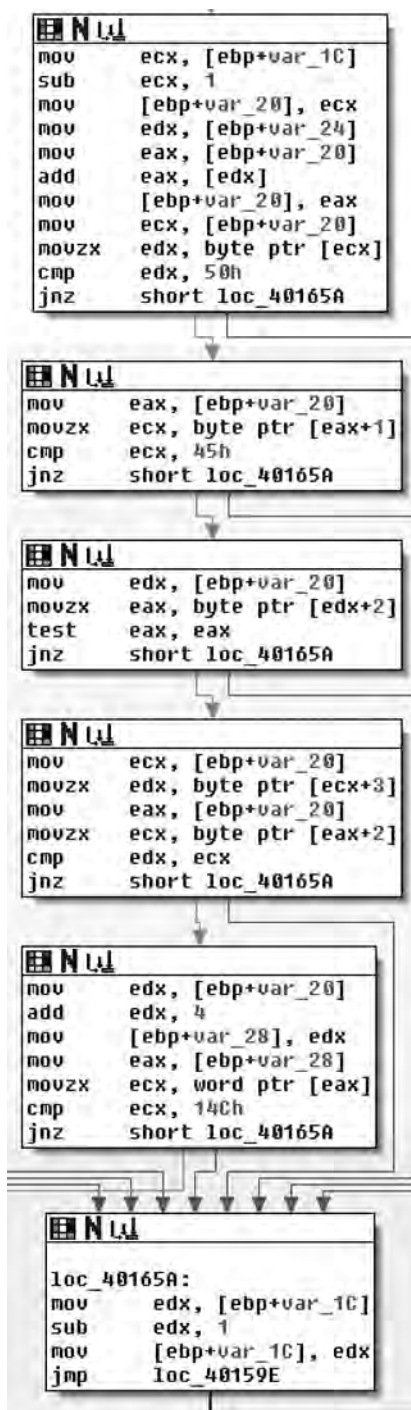 mov ecx, [ebp+var_1C]
sub ecx, 1
mov [ebp+var_20], ecx
mov edx, [ebp+var_24]
mov eax, [ebp+var_20]
add eax, [edx]
mov [ebp+var_20], eax
mov ecx, [ebp+var_20]
movzx edx, byte ptr [ecx]
cmp edx, 50h
jnz short loc_40165A
mov eax, [ebp+var_20]
movzx ecx, byte ptr [eax+1]
cmp ecx, 45h
jnz short loc_40165A
mov edx, [ebp+var_20]
movzx eax, byte ptr [edx+2]
test eax, eax
jnz short loc_40165A
mov ecx, [ebp+var_20]
movzx edx, byte ptr [ecx+3]
mov eax, [ebp+var_20]
movzx ecx, byte ptr [eax+2]
cmp edx, ecx
jnz short loc_40165A
mov edx, [ebp+var_20]
add edx, 4
mov [ebp+var_28], edx
mov eax, [ebp+var_28]
movzx ecx, word ptr [eax]
cmp ecx, 14Ch
jnz short loc_40165A
loc_40165A:
mov edx, [ebp+var_1C]
sub edx, 1
mov [ebp+var_1C], edx
jmp loc_40159E